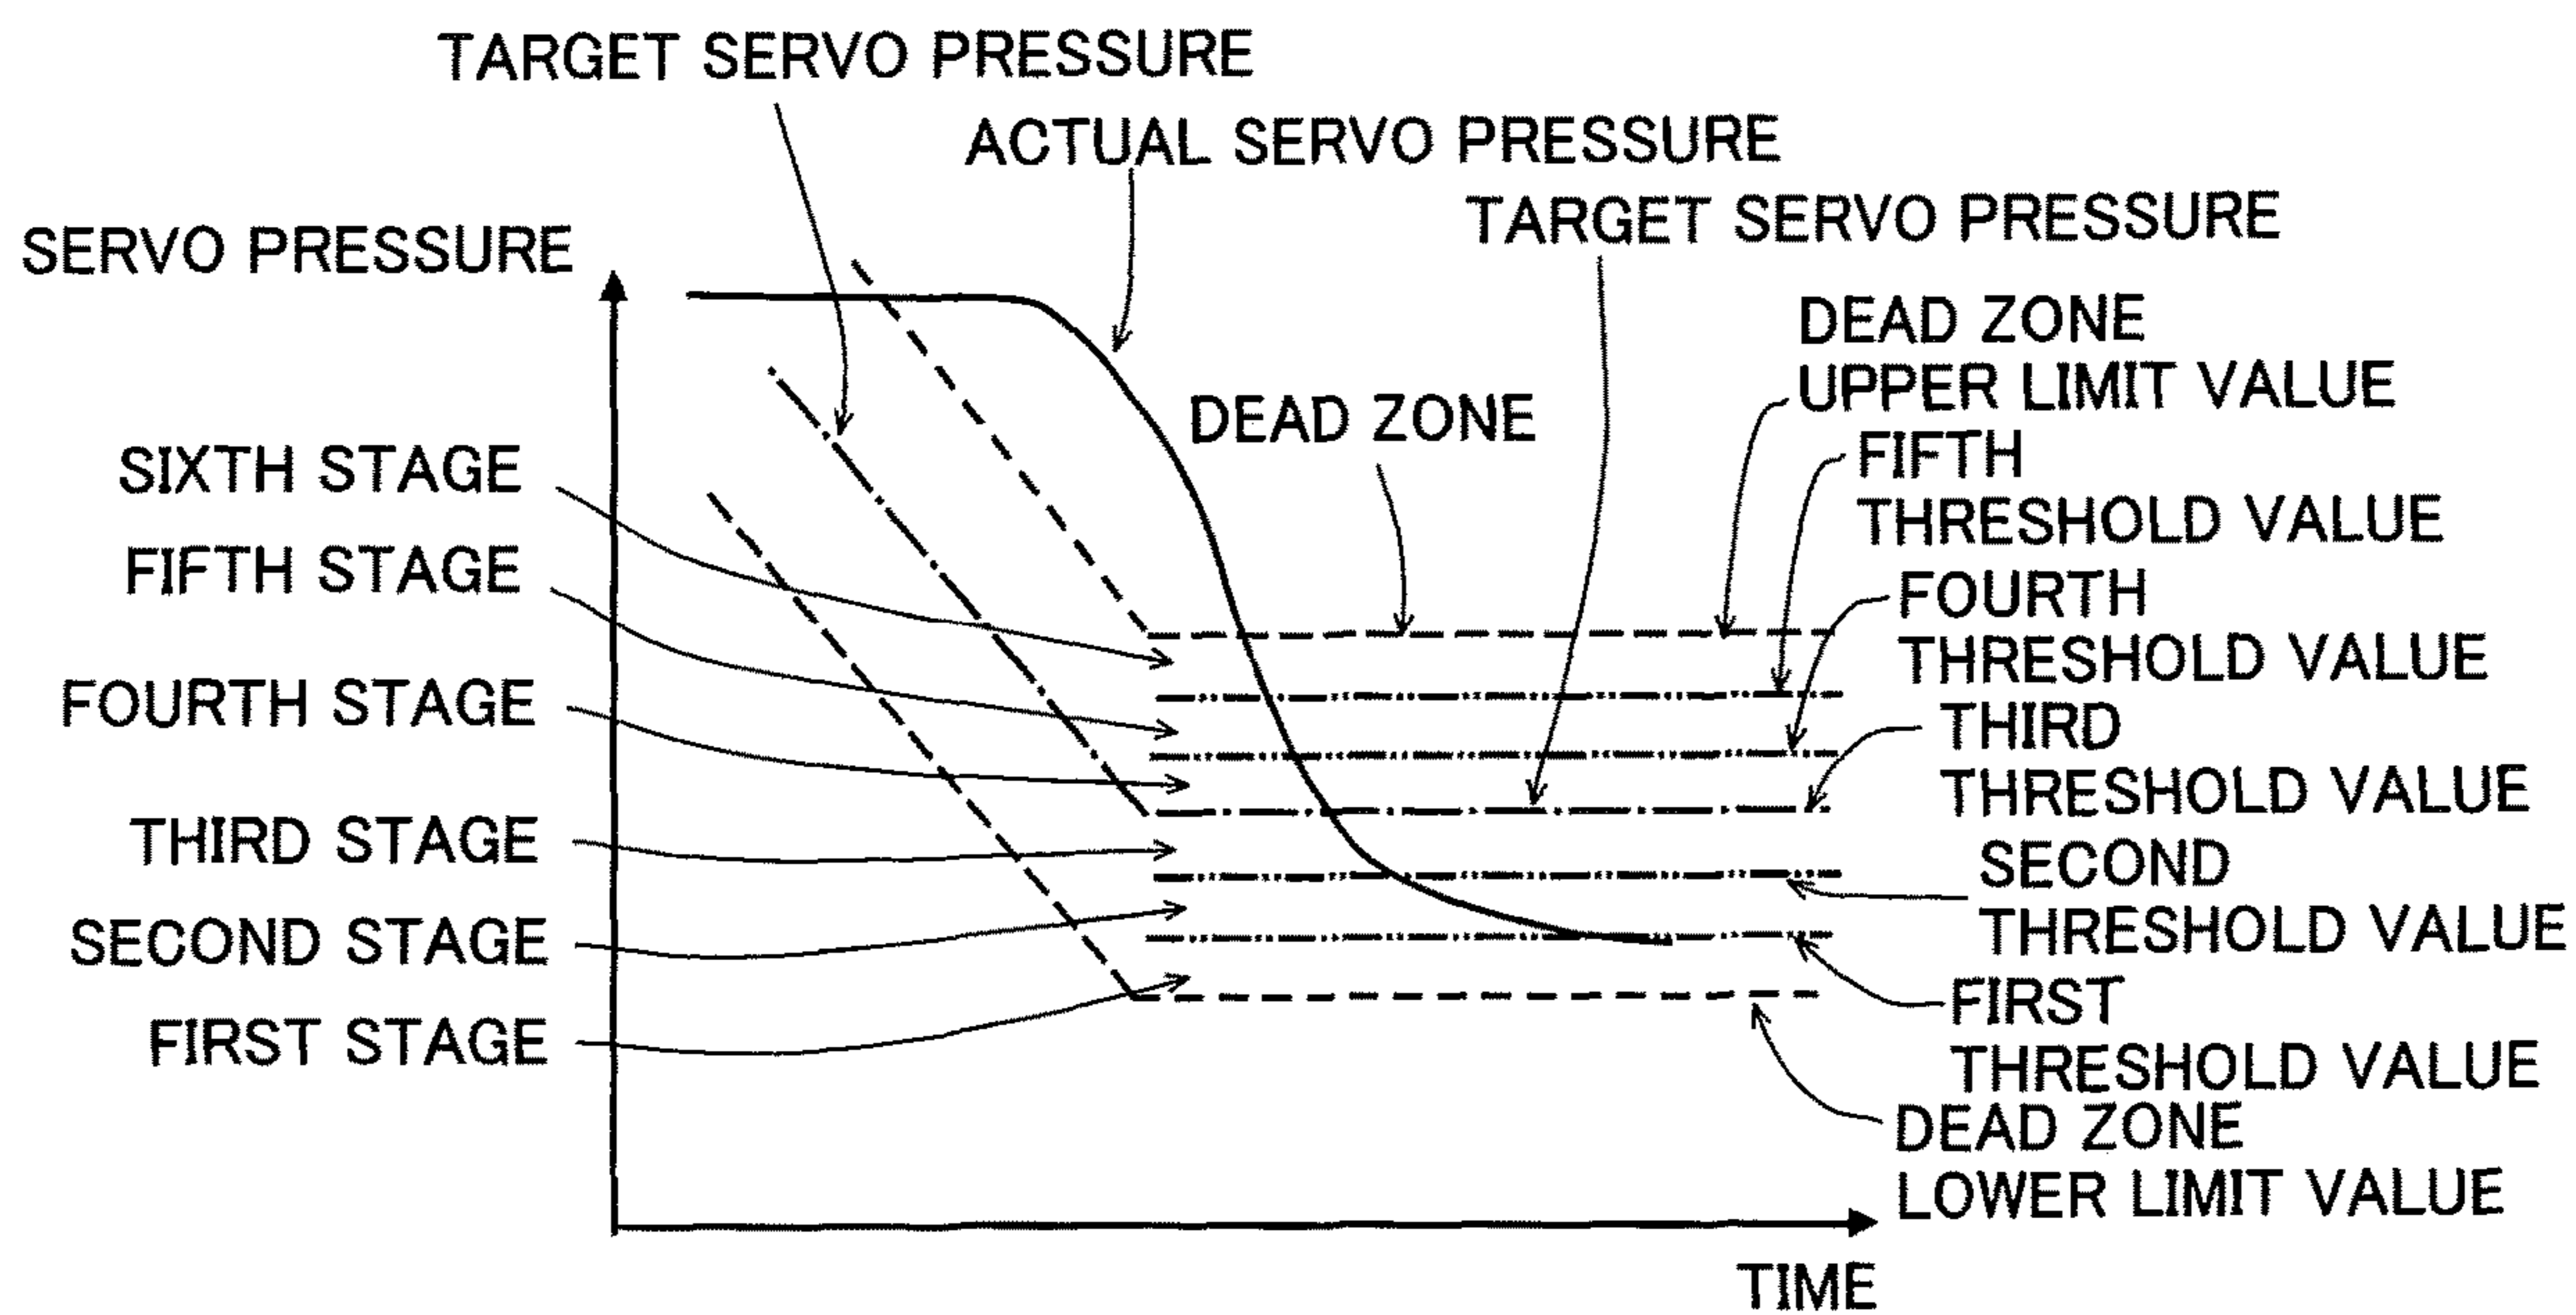 TARGET SERVO PRESSURE
ACTUAL SERVO PRESSURE
TARGET SERVO PRESSURE
SERVO PRESSURE
DEAD ZONE
UPPER LIMIT VALUE
DEAD ZONE
FIFTH
THRESHOLD VALUE
SIXTH STAGE
FIFTH STAGE
FOURTH
THRESHOLD VALUE
FOURTH STAGE
THIRD
THRESHOLD VALUE
THIRD STAGE
SECOND
THRESHOLD VALUE
SECOND STAGE
FIRST
THRESHOLD VALUE
FIRST STAGE
DEAD ZONE
LOWER LIMIT VALUE
TIME